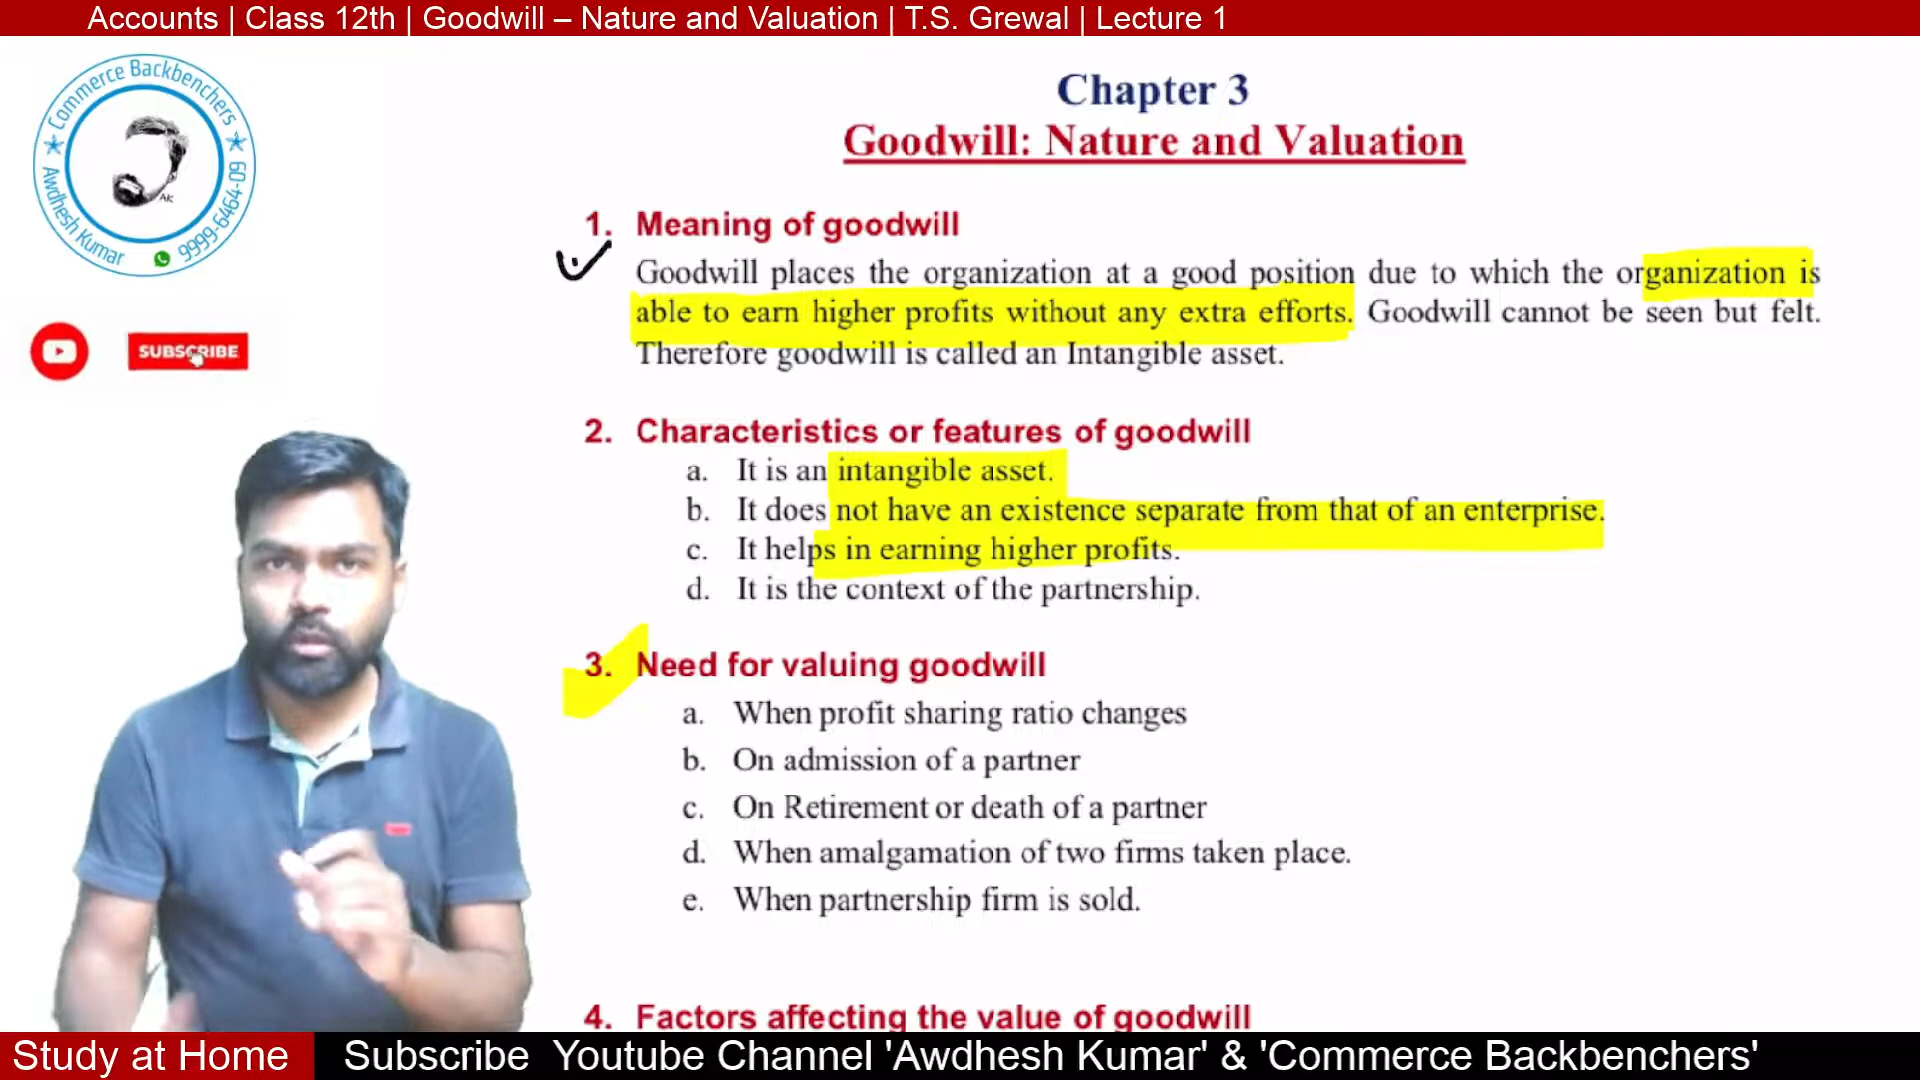 Accounts | Class 12th | Goodwill – Nature and Valuation | T.S. Grewal | Lecture 1
★ Commerce Backbenchers ★
Awdhesh Kumar 9999-6464-09
AK
SUBSCRIBE
Chapter 3
Goodwill: Nature and Valuation
1. Meaning of goodwill
Goodwill places the organization at a good position due to which the organization is
able to earn higher profits without any extra efforts. Goodwill cannot be seen but felt.
Therefore goodwill is called an Intangible asset.
2. Characteristics or features of goodwill
a. It is an intangible asset.
b. It does not have an existence separate from that of an enterprise.
c. It helps in earning higher profits.
d. It is the context of the partnership.
3. Need for valuing goodwill
a. When profit sharing ratio changes
b. On admission of a partner
c. On Retirement or death of a partner
d. When amalgamation of two firms taken place.
e. When partnership firm is sold.
4. Factors affecting the value of goodwill
Study at Home Subscribe Youtube Channel 'Awdhesh Kumar' & 'Commerce Backbenchers'